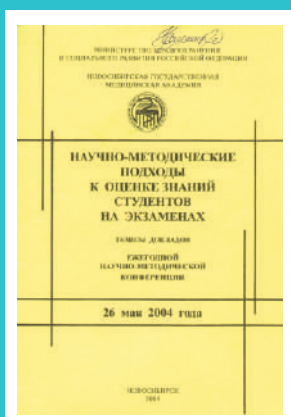 МИНИСТЕРСТВО ЗДРАВООХРАНЕНИЯ
И СОЦИАЛЬНОГО РАЗВИТИЯ РОССИЙСКОЙ ФЕДЕРАЦИИ
НОВОСИБИРСКАЯ ГОСУДАРСТВЕННАЯ
МЕДИЦИНСКАЯ АКАДЕМИЯ
НАУЧНО-МЕТОДИЧЕСКИЕ
ПОДХОДЫ
К ОЦЕНКЕ ЗНАНИЙ
СТУДЕНТОВ
НА ЭКЗАМЕНАХ
ТЕЗИСЫ ДОКЛАДОВ
ЕЖЕГОДНОЙ
НАУЧНО-МЕТОДИЧЕСКОЙ
КОНФЕРЕНЦИИ
26 мая 2004 года
НОВОСИБИРСК
2004